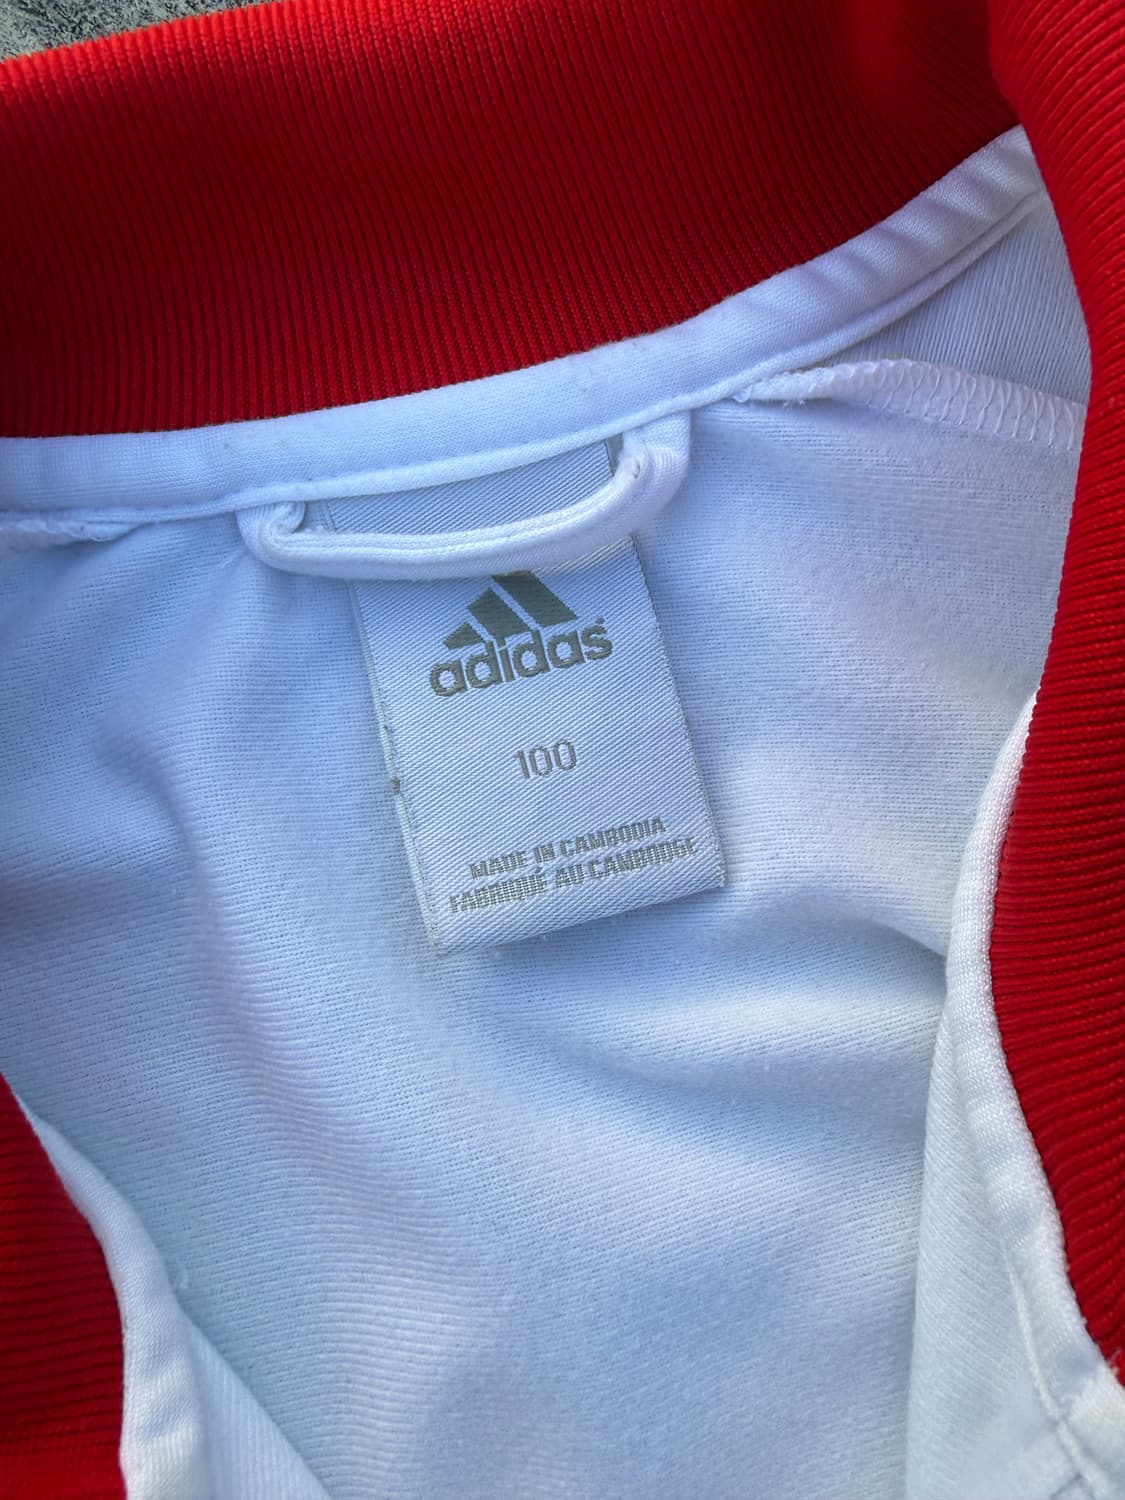 adidas
100
MADE IN CAMBODIA
FABRIQUÉ AU CAMBODGE